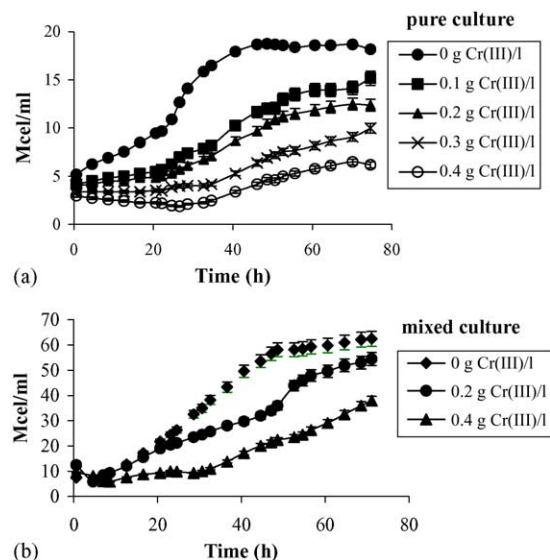 pure culture
20
15
10
5
0
Mcel/ml
0 20 40 60 80
Time (h)
(a)
0 g Cr(III)/l
0.1 g Cr(III)/l
0.2 g Cr(III)/l
0.3 g Cr(III)/l
0.4 g Cr(III)/l
mixed culture
70
60
50
40
30
20
10
0
Mcel/ml
0 20 40 60 80
Time (h)
(b)
0 g Cr(III)/l
0.2 g Cr(III)/l
0.4 g Cr(III)/l